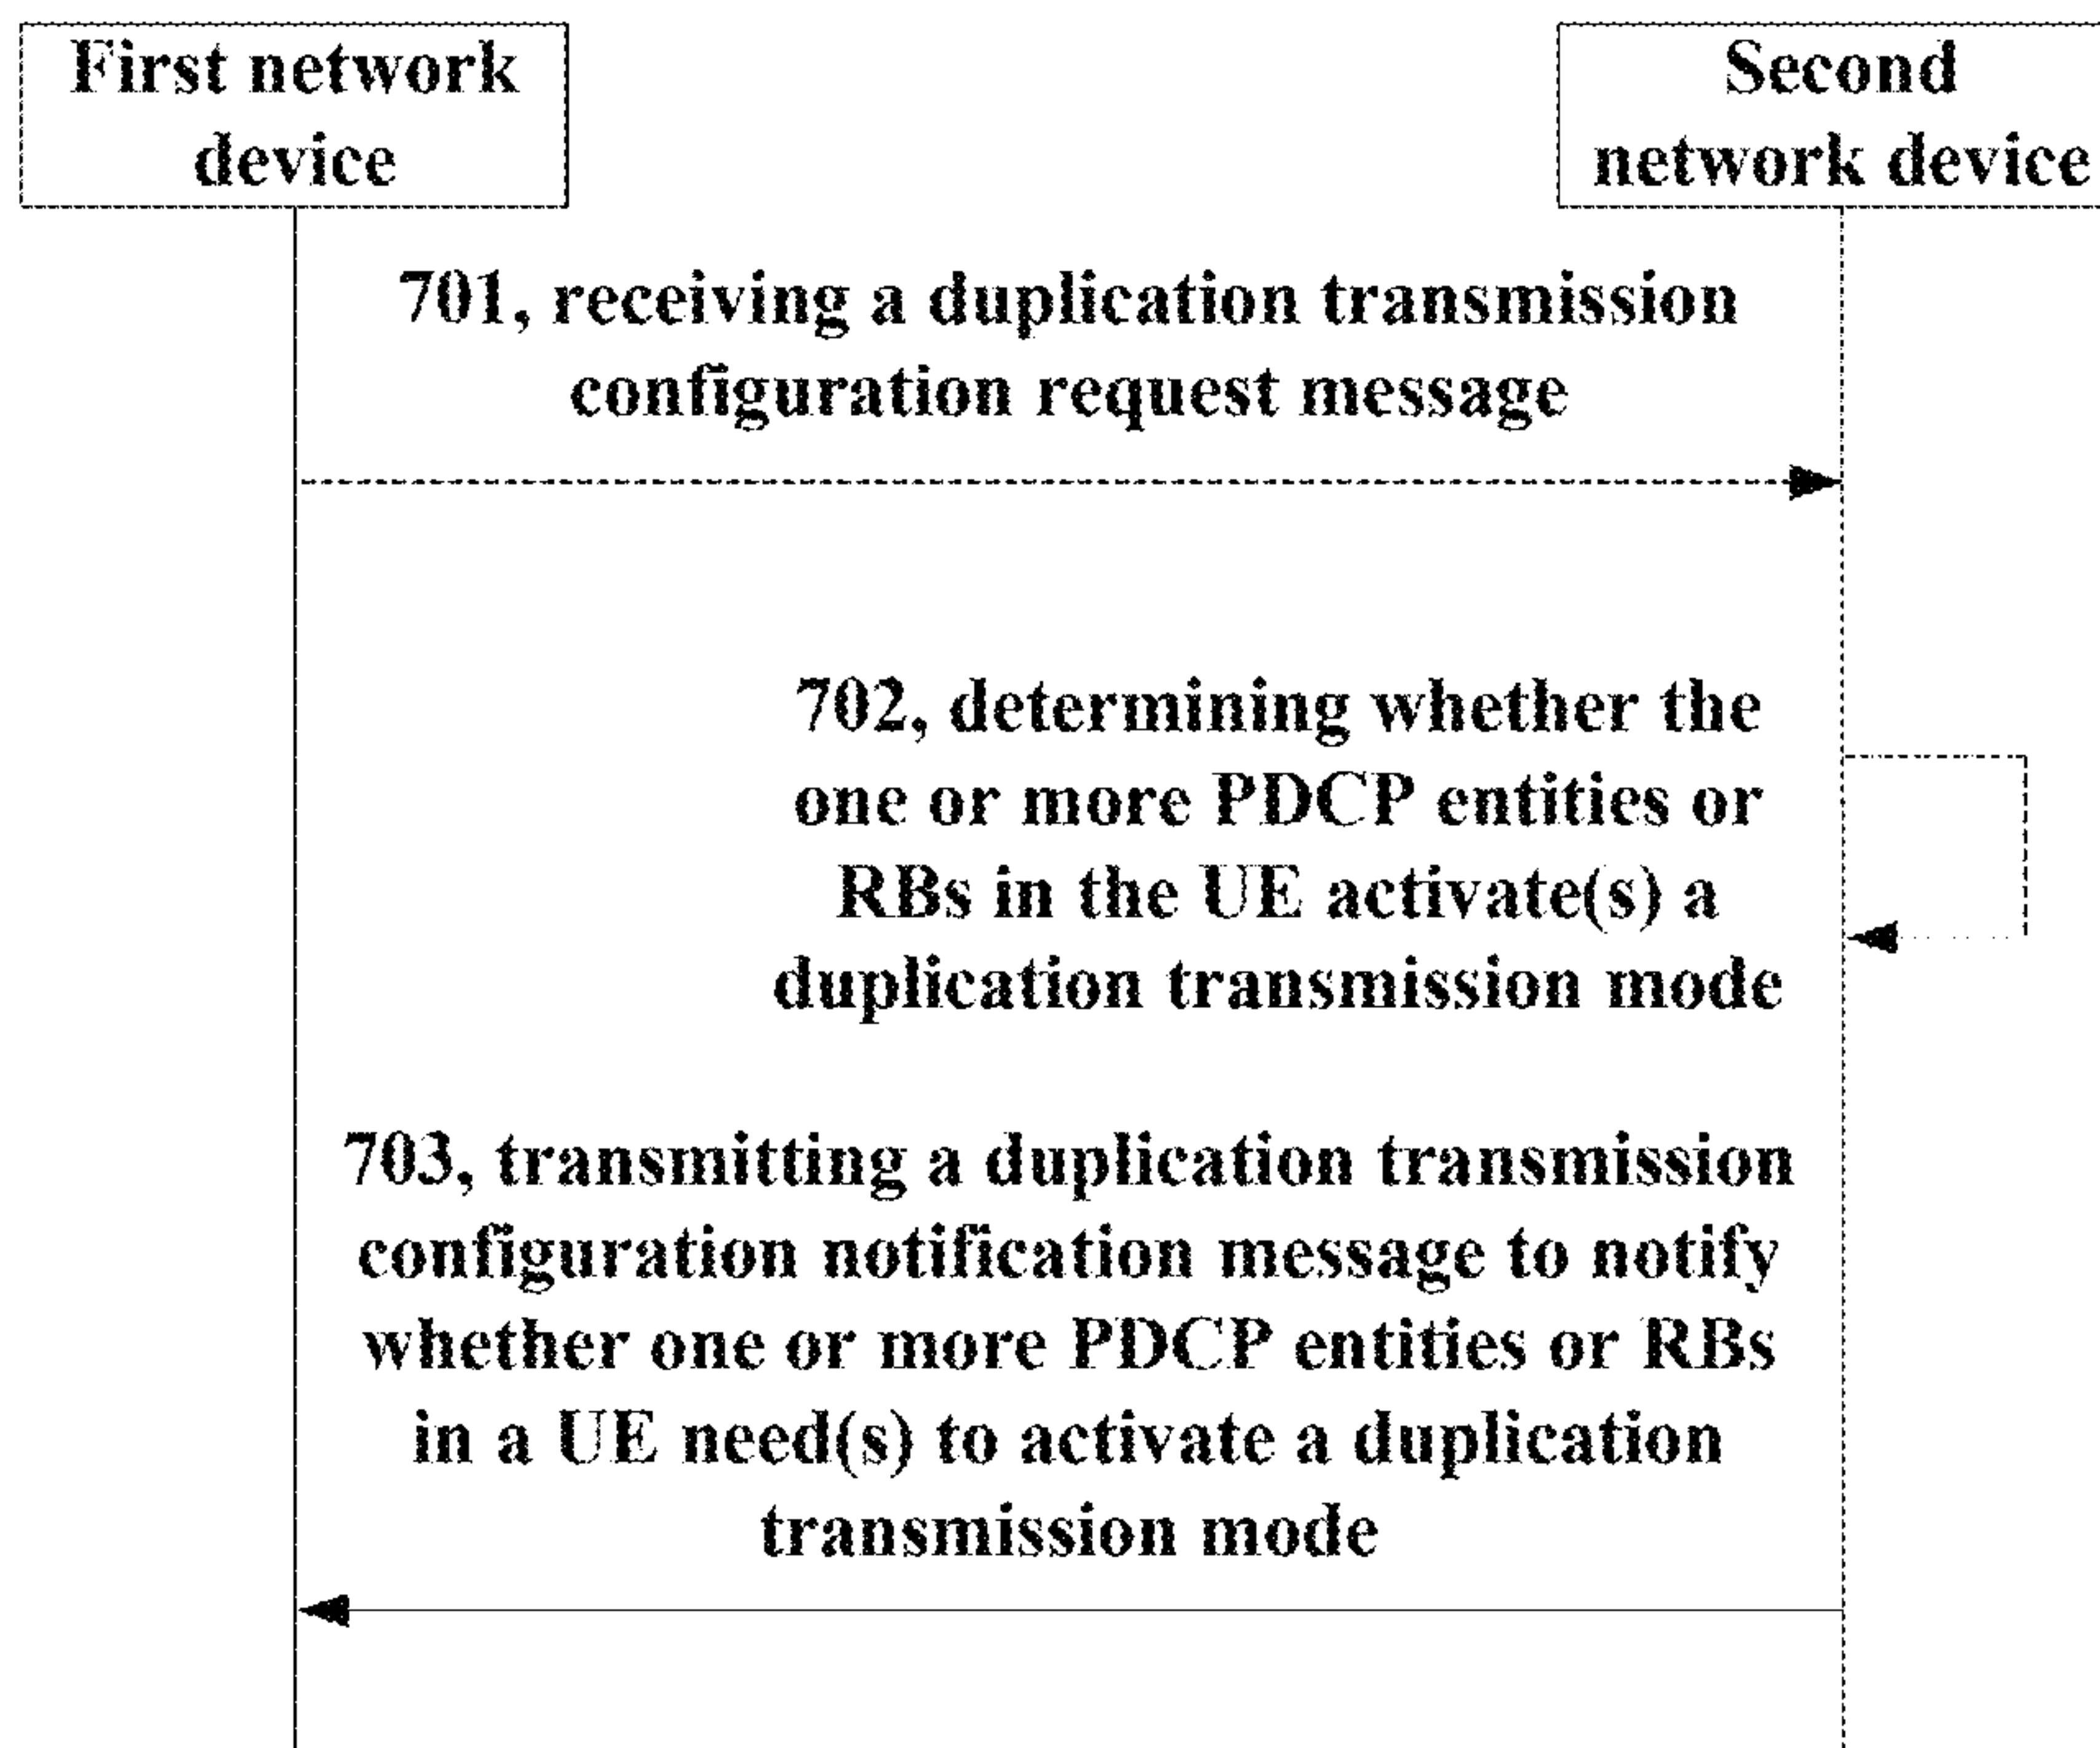 First network
device
Second
network device
701, receiving a duplication transmission
configuration request message
702, determining whether the
one or more PDCP entities or
RBs in the UE activate(s) a
duplication transmission mode
703, transmitting a duplication transmission
configuration notification message to notify
whether one or more PDCP entities or RBs
in a UE need(s) to activate a duplication
transmission mode